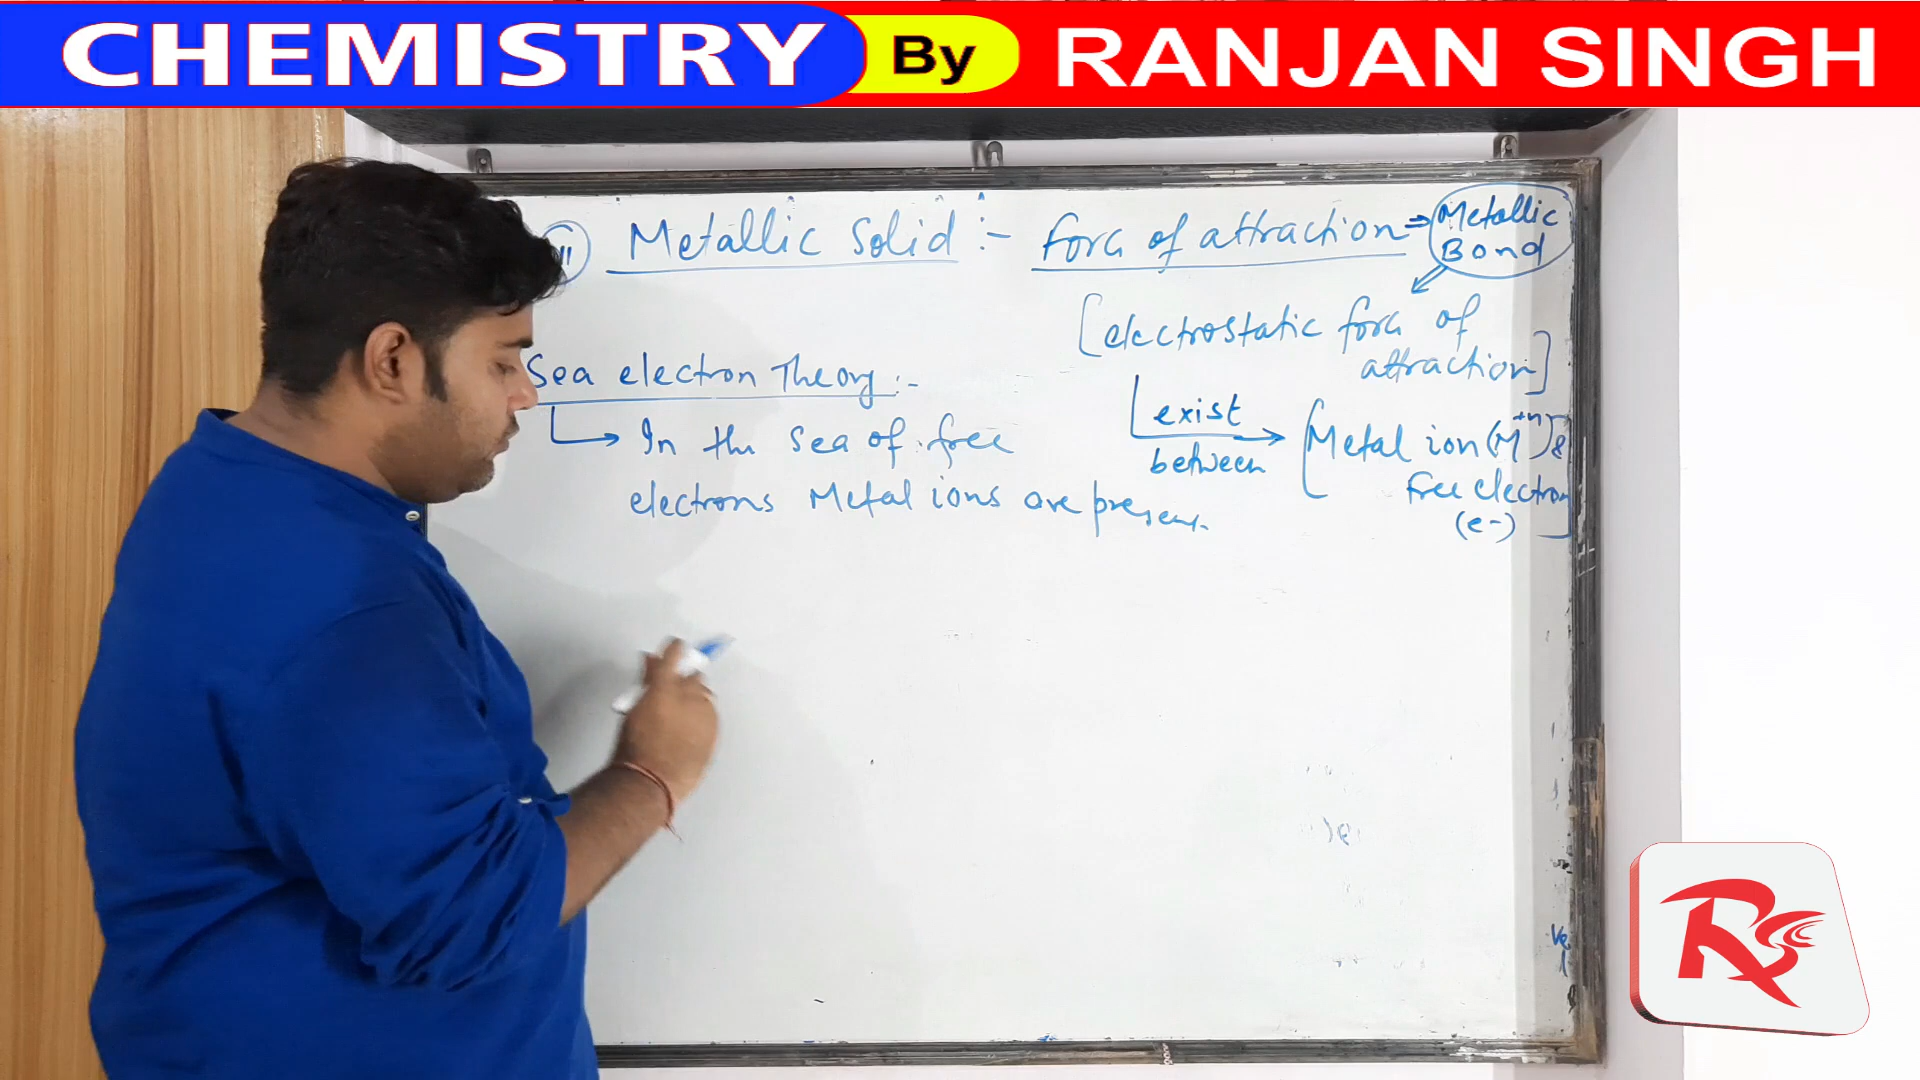 CHEMISTRY By RANJAN SINGH
Metallic Solid :- Force of attraction ⇒ Metallic
Bond
[electrostatic force of
attraction]
Sea electron Theory :-
→ In the sea of free
electrons Metal ions are present.
exist
between
[Metal ion (M⁺ⁿ) &
Free electron
(e-)]
RS